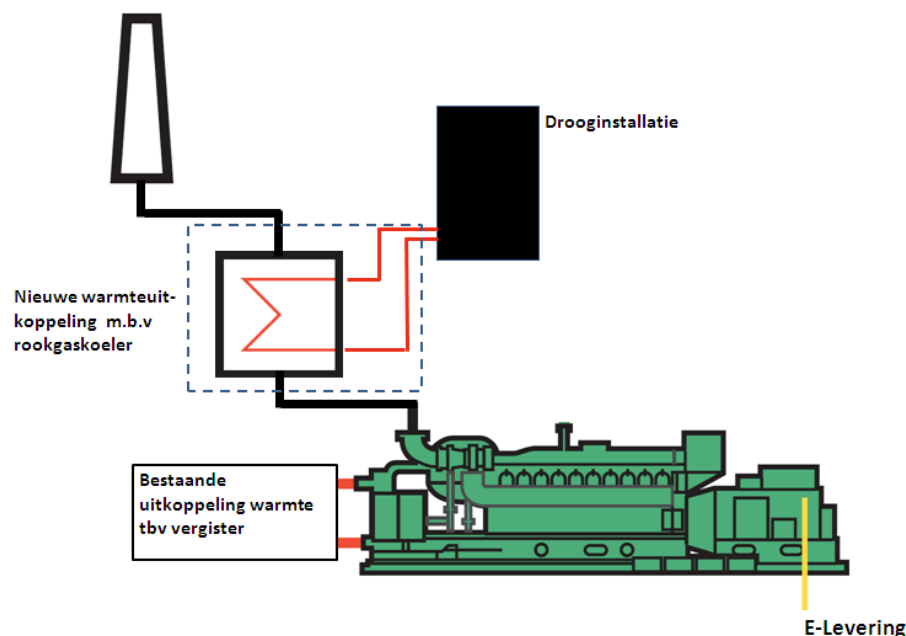 Drooginstallatie
Nieuwe warmteuit-
koppeling m.b.v
rookgaskoeler
Bestaande
uitkoppeling warmte
tbv vergister
E-Levering